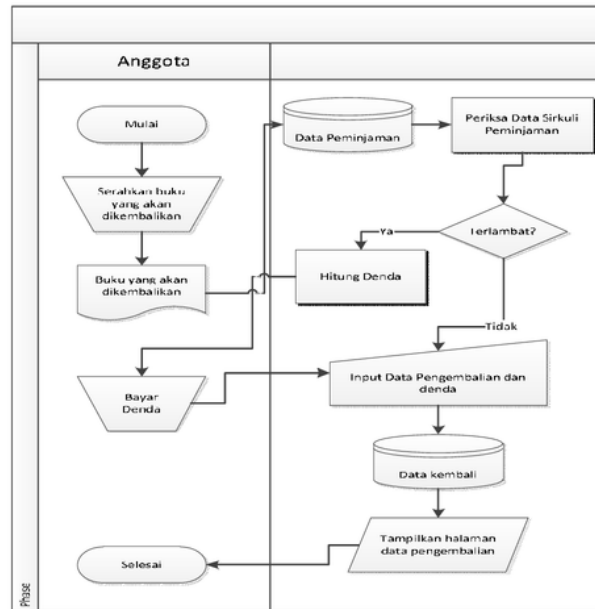 Anggota
Mulai
Serahkan buku
yang akan
dikembalikan
Buku yang akan
dikembalikan
Bayar
Denda
Selesai
Data Peminjaman
Periksa Data Sirkuli
Peminjaman
Terlambat?
Ya
Hitung Denda
Tidak
Input Data Pengembalian dan
denda
Data kembali
Tampilkan halaman
data pengembalian
Phase